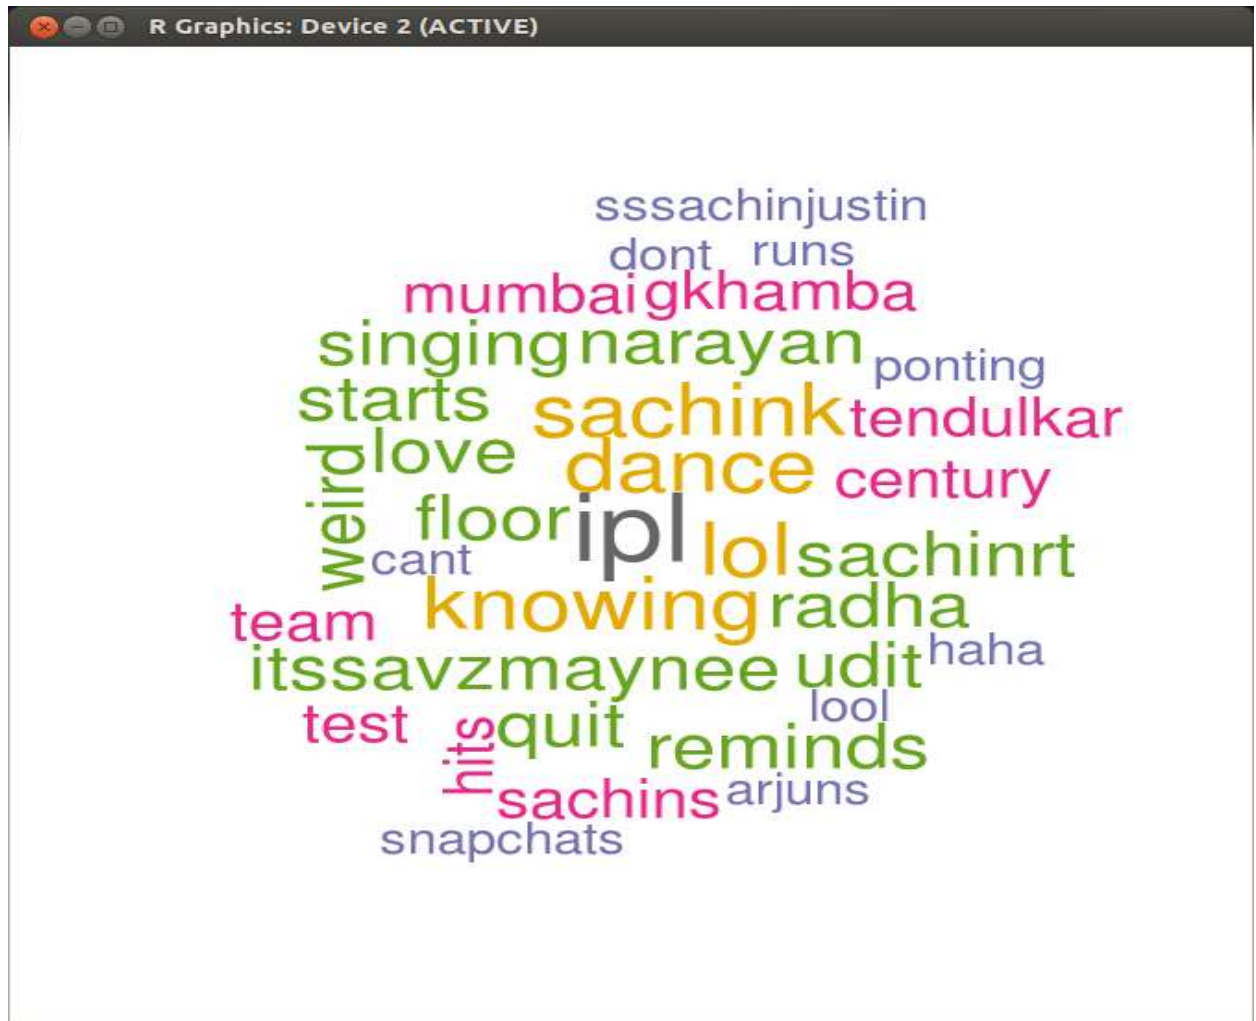 R Graphics: Device 2 (ACTIVE)
sssachinjustin
dont runs
mumbai gkhamba
singing narayan
ponting
starts sachink tendulkar
love dance century
weird
floor ipl lol sachinrt
cant
knowing radha
team
haha
itssavzmaynee udit
lool
test hits quit reminds
sachins arjuns
snapchats